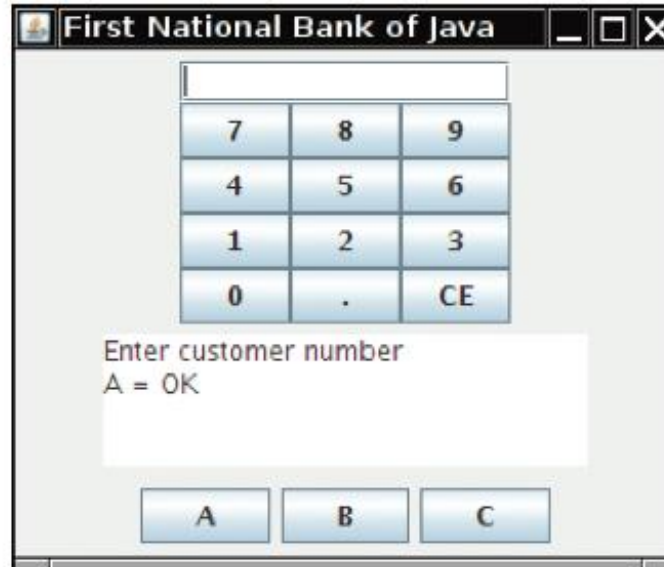 First National Bank of Java
7 8 9
4 5 6
1 2 3
0 . CE
Enter customer number
A = OK
A B C